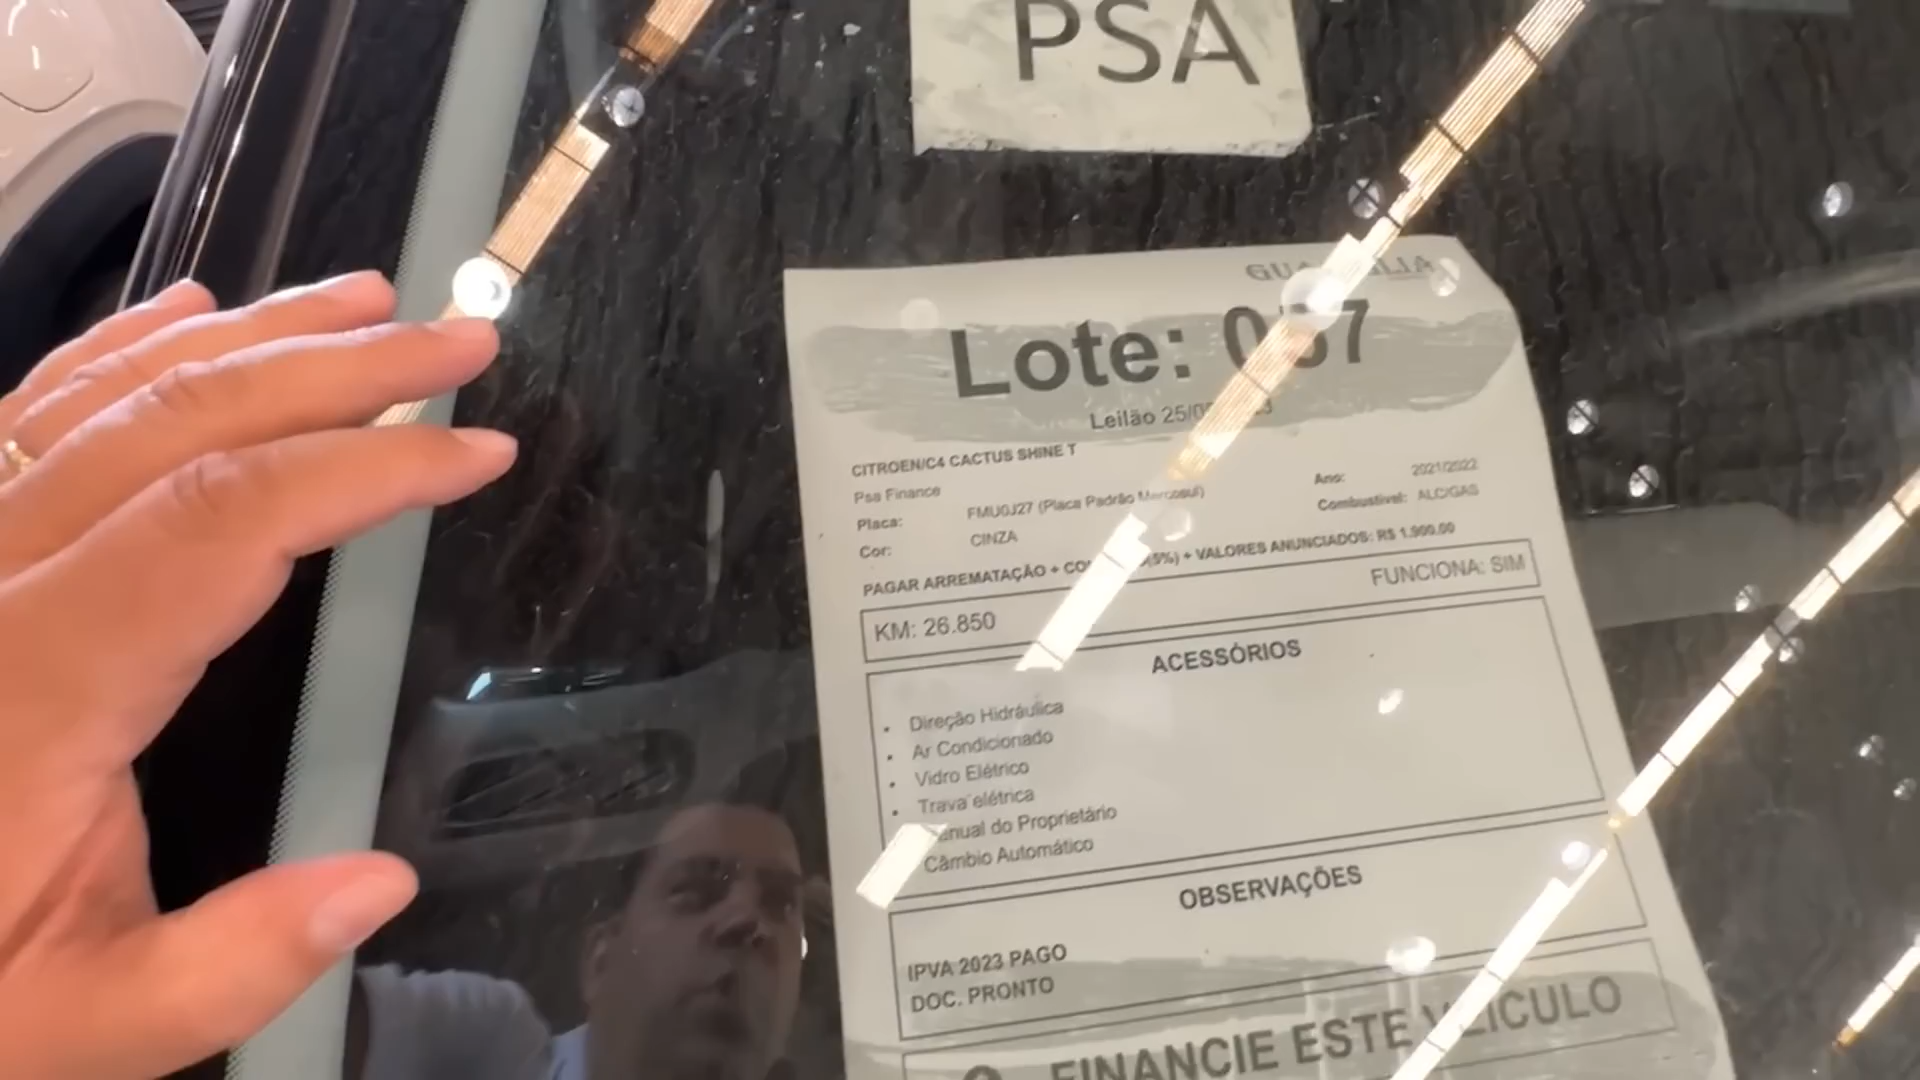 PSA
Lote:
Leilão
CITROEN/C4 CACTUS SHINE T
Psa Finance
Ano: 2021/2022
Placa: FMU0J27 (Placa Padrão Mercosul)
Combustível: ALC/GAS
Cor: CINZA
PAGAR ARREMATAÇÃO + (5%) + VALORES ANUNCIADOS: R$ 1.900.00
KM: 26.850 FUNCIONA: SIM
ACESSÓRIOS
• Direção Hidráulica
• Ar Condicionado
• Vidro Elétrico
• Trava elétrica
do Proprietário
Câmbio Automático
OBSERVAÇÕES
IPVA 2023 PAGO
DOC. PRONTO
FINANCIE ESTE VEICULO